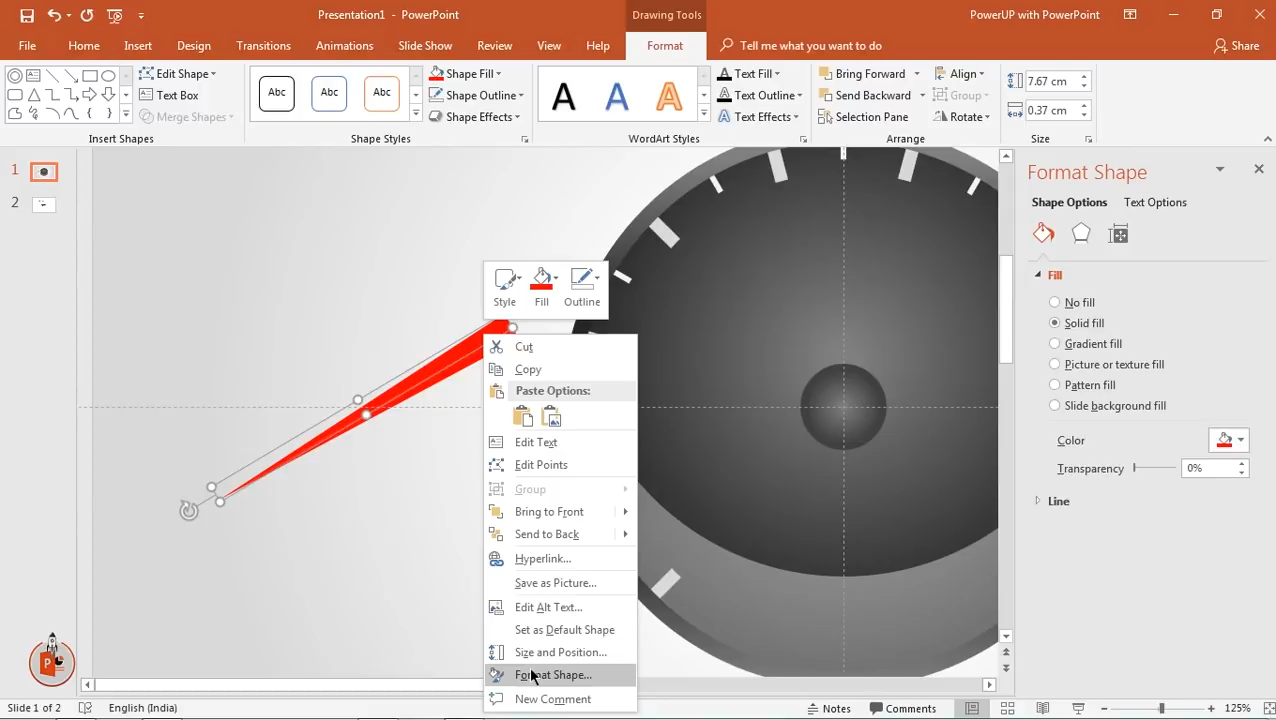 Presentation1 - PowerPoint
Drawing Tools
PowerUP with PowerPoint
File Home Insert Design Transitions Animations Slide Show Review View Help Format Tell me what you want to do Share
Edit Shape
Text Box
Merge Shapes
Insert Shapes
Abc Abc Abc
Shape Fill
Shape Outline
Shape Effects
Shape Styles
A A A
Text Fill
Text Outline
Text Effects
WordArt Styles
Bring Forward
Send Backward
Selection Pane
Align
Group
Rotate
Arrange
7.67 cm
0.37 cm
Size
1
2
Style Fill Outline
Cut
Copy
Paste Options:
Edit Text
Edit Points
Group
Bring to Front
Send to Back
Hyperlink...
Save as Picture...
Edit Alt Text...
Set as Default Shape
Size and Position...
Format Shape...
New Comment
Format Shape
Shape Options Text Options
Fill
No fill
Solid fill
Gradient fill
Picture or texture fill
Pattern fill
Slide background fill
Color
Transparency 0%
Line
Slide 1 of 2 English (India) Notes Comments 125%